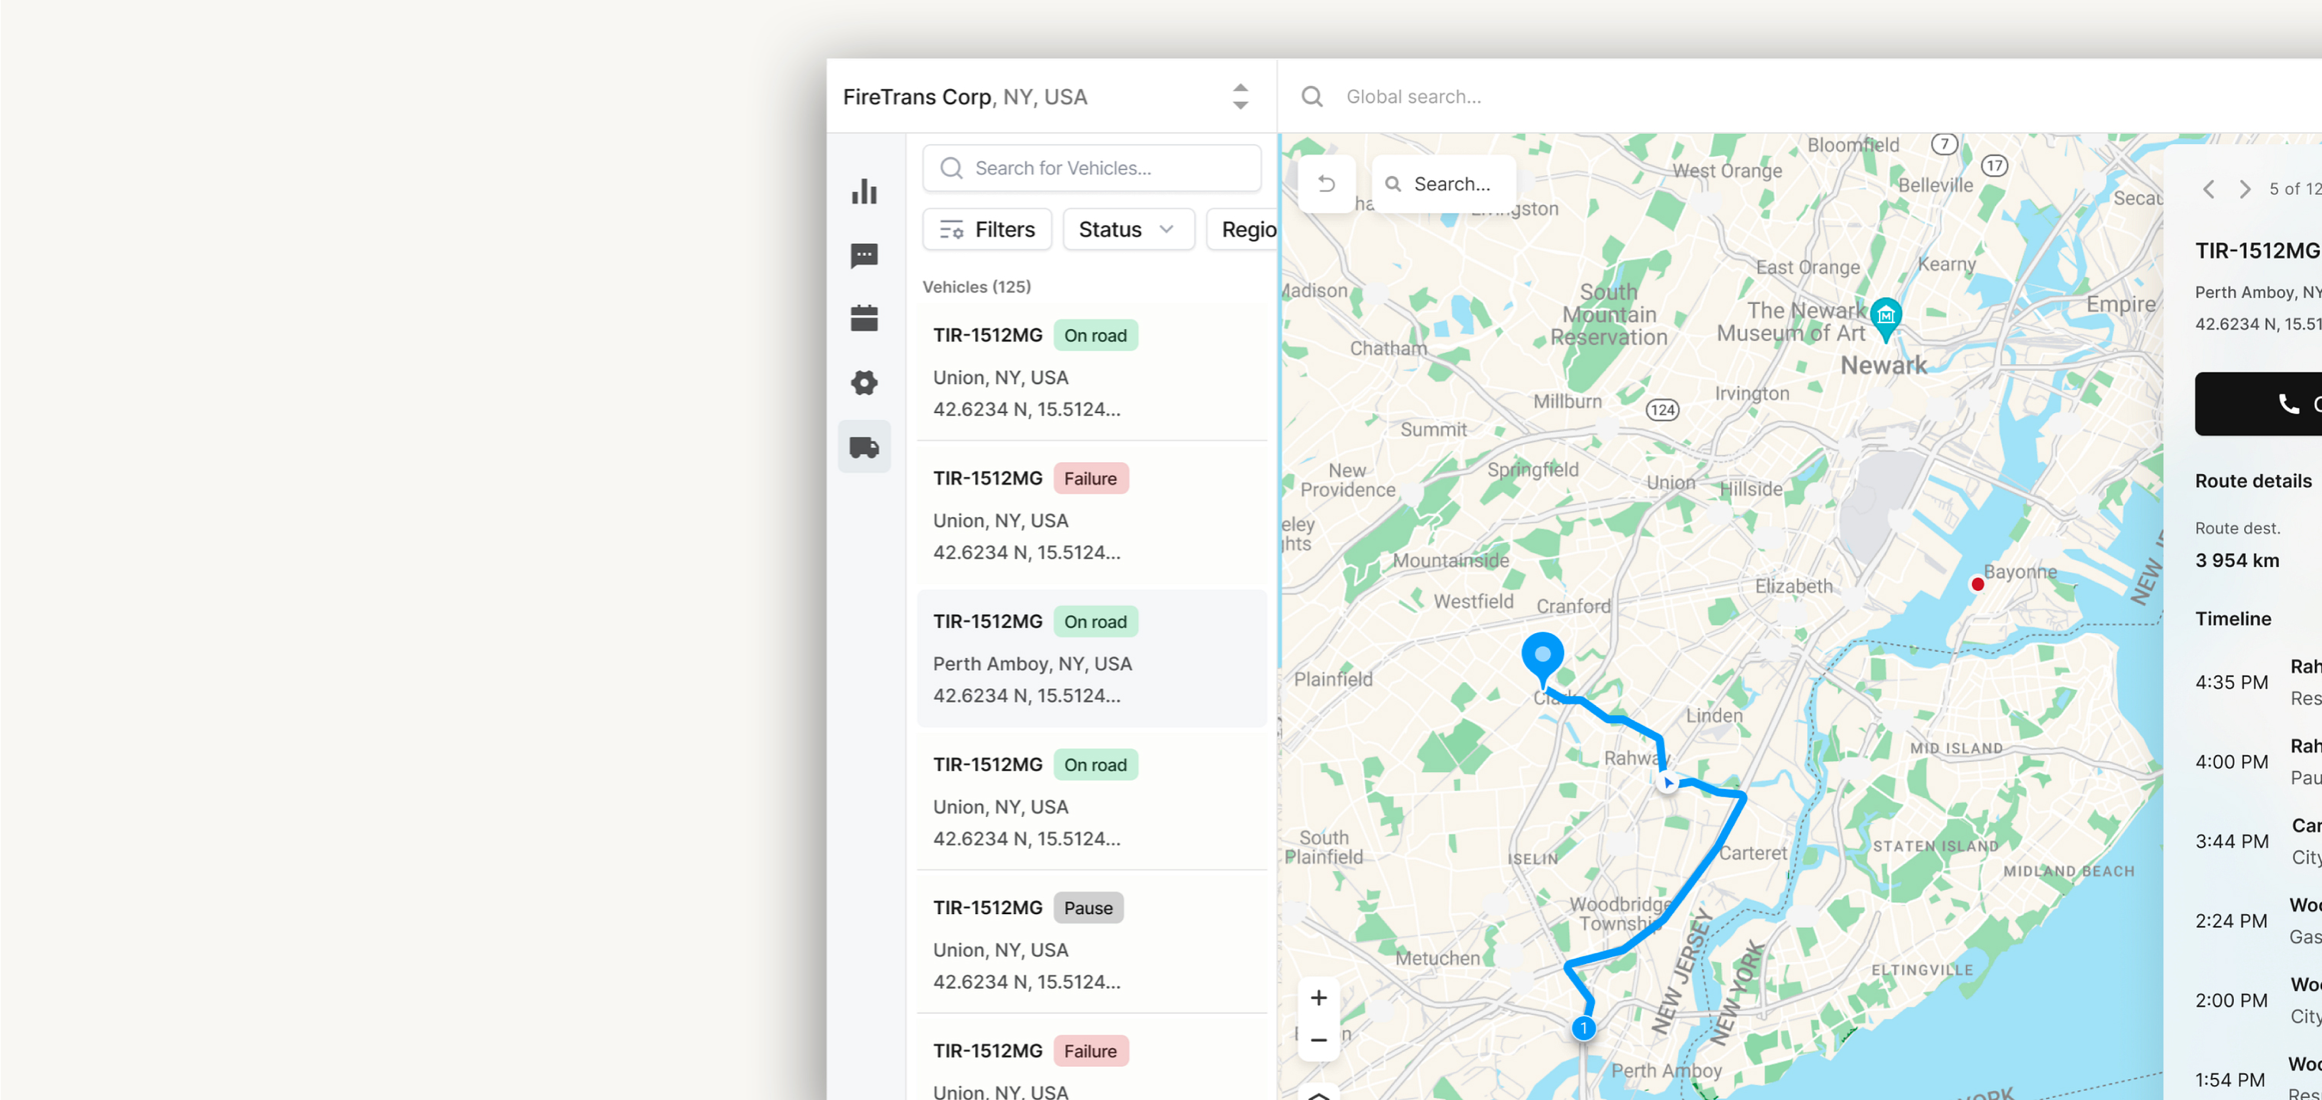 FireTrans Corp, NY, USA
Global search...
Search for Vehicles...
Filters
Status
Regio
Vehicles (125)
TIR-1512MG On road
Union, NY, USA
42.6234 N, 15.5124...
TIR-1512MG Failure
Union, NY, USA
42.6234 N, 15.5124...
TIR-1512MG On road
Perth Amboy, NY, USA
42.6234 N, 15.5124...
TIR-1512MG On road
Union, NY, USA
42.6234 N, 15.5124...
TIR-1512MG Pause
Union, NY, USA
42.6234 N, 15.5124...
TIR-1512MG Failure
Union, NY, USA
Search...
Bloomfield
7
17
West Orange
Belleville
Secau
East Orange
Kearny
Madison
South
Mountain
Reservation
The Newark
Museum of Art
M
Empire
Newark
Chatham
Irvington
Millburn
124
Summit
New
Providence
Springfield
Union
Hillside
eley
hts
Mountainside
Elizabeth
Bayonne
NEW JE
Westfield
Cranford
Plainfield
Clark
Linden
Rahway
MID ISLAND
South
Plainfield
ISELIN
Carteret
STATEN ISLAND
MIDLAND BEACH
Woodbridge
Township
Metuchen
NEW JERSEY
NEW YORK
ELTINGVILLE
1
Perth Amboy
+
−
5 of 12
TIR-1512MG
Perth Amboy, NY
42.6234 N, 15.51
Route details
Route dest.
3 954 km
Timeline
4:35 PM
Rah
Res
4:00 PM
Rah
Pau
3:44 PM
Car
City
2:24 PM
Woo
Gas
2:00 PM
Woo
City
1:54 PM
Woo
Res